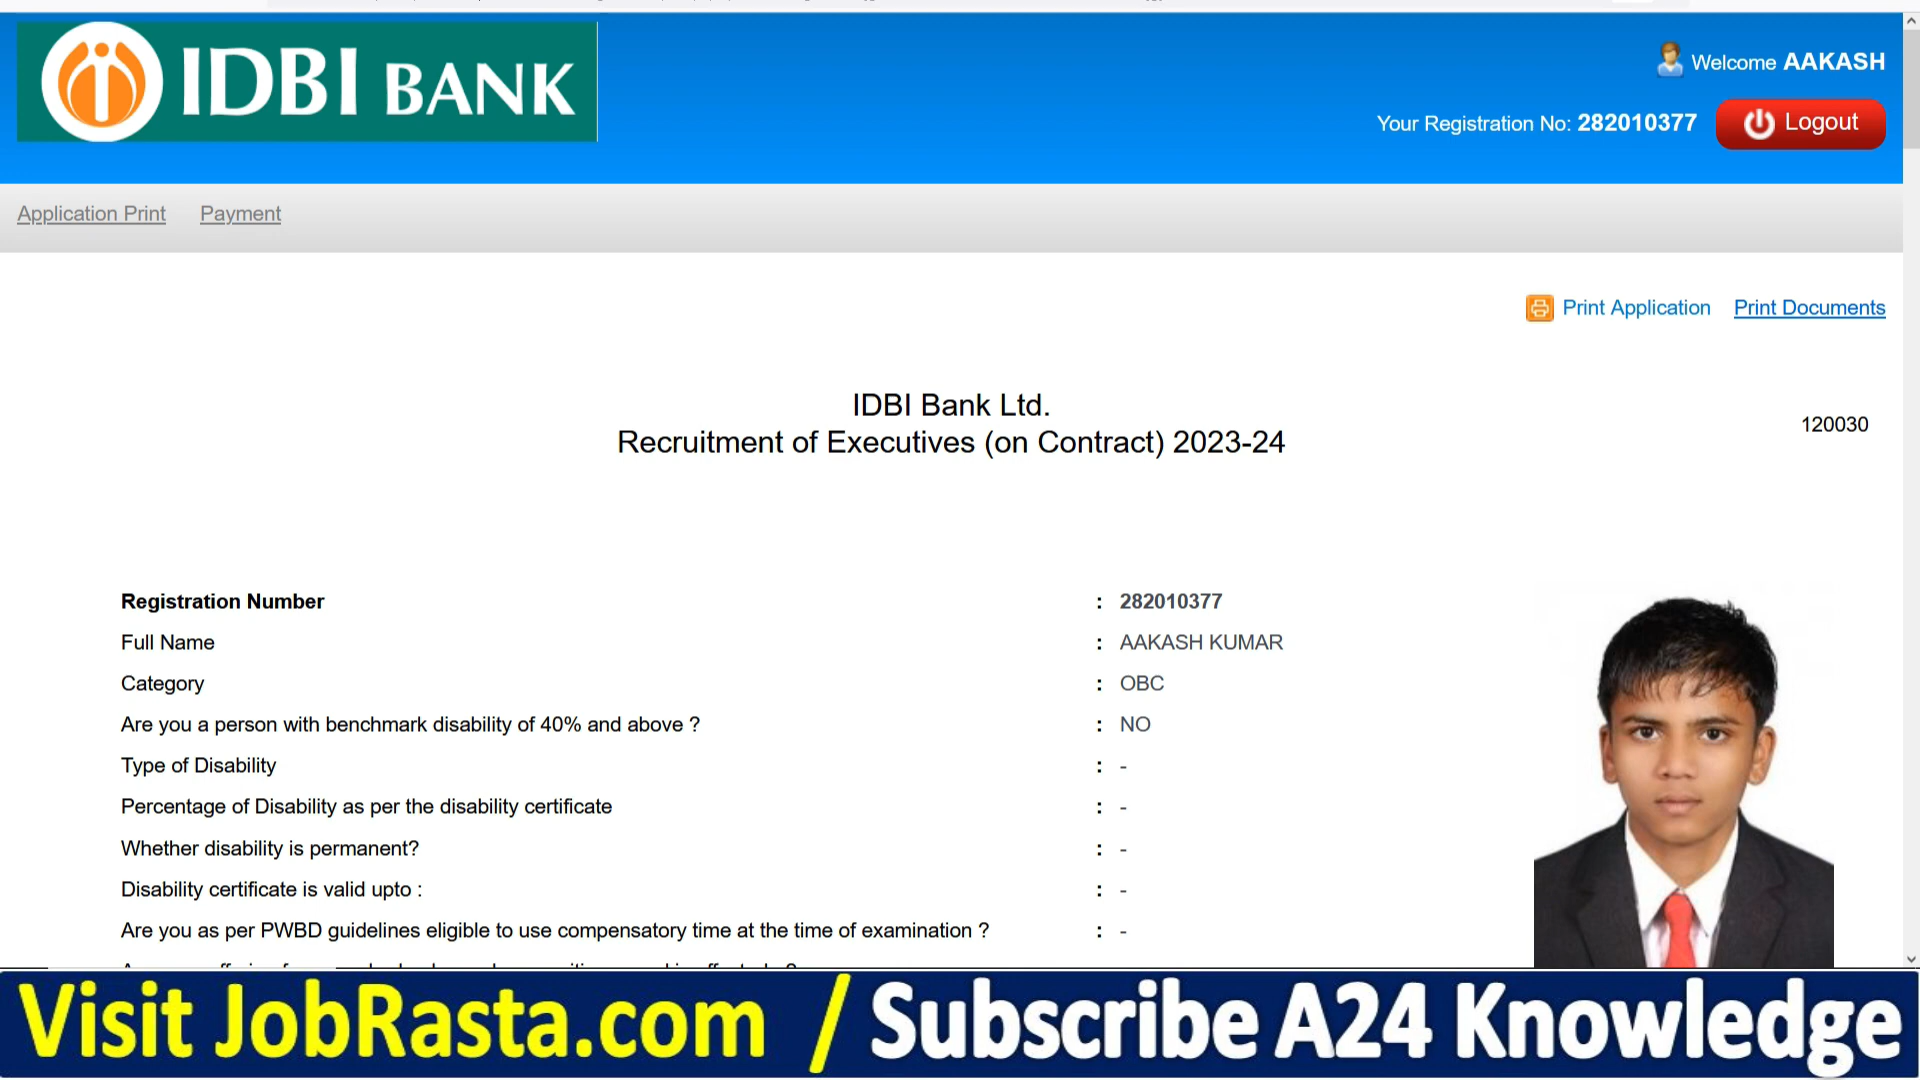 IDBI BANK
Welcome AAKASH
Your Registration No: 282010377
Logout
Application Print Payment
Print Application Print Documents
IDBI Bank Ltd.
Recruitment of Executives (on Contract) 2023-24
120030
Registration Number : 282010377
Full Name : AAKASH KUMAR
Category : OBC
Are you a person with benchmark disability of 40% and above ? : NO
Type of Disability : -
Percentage of Disability as per the disability certificate : -
Whether disability is permanent? : -
Disability certificate is valid upto : : -
Are you as per PWBD guidelines eligible to use compensatory time at the time of examination ? : -
Visit JobRasta.com / Subscribe A24 Knowledge